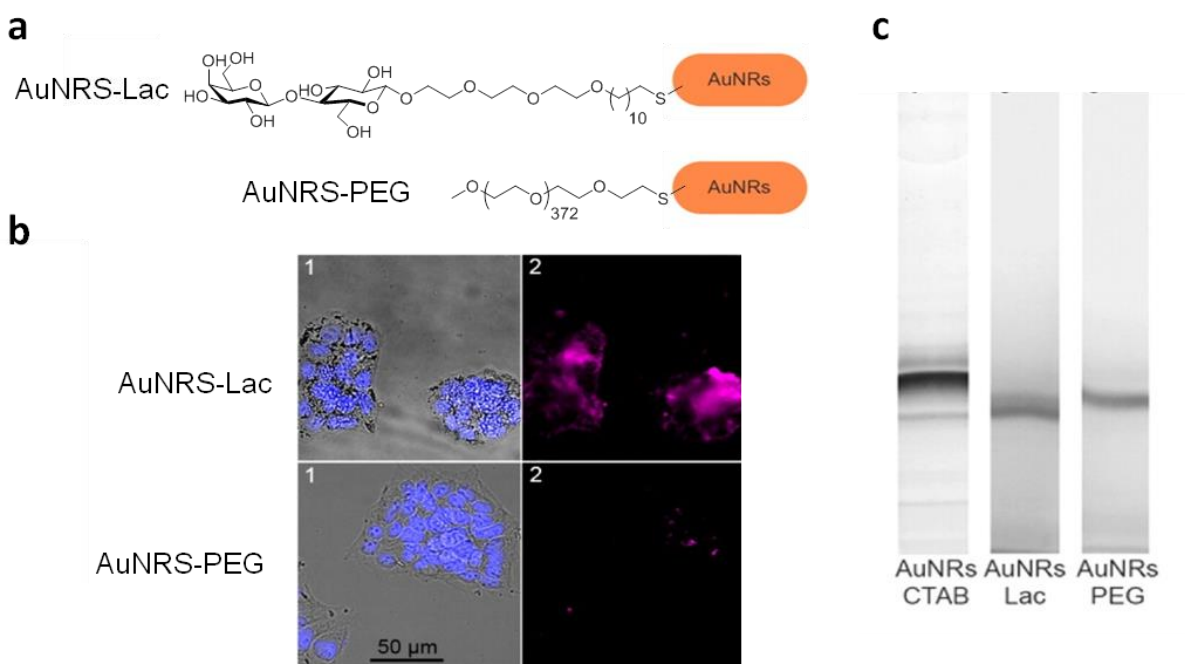 a
c
AuNRS-Lac
OH
OH
HO
O
OH
O
HO
OH
O
OH
O
O
O
O
O
10
S
AuNRs
AuNRS-PEG
O
O
372
O
S
AuNRs
b
1
2
AuNRS-Lac
1
2
AuNRS-PEG
50 µm
AuNRs AuNRs AuNRs
CTAB Lac PEG